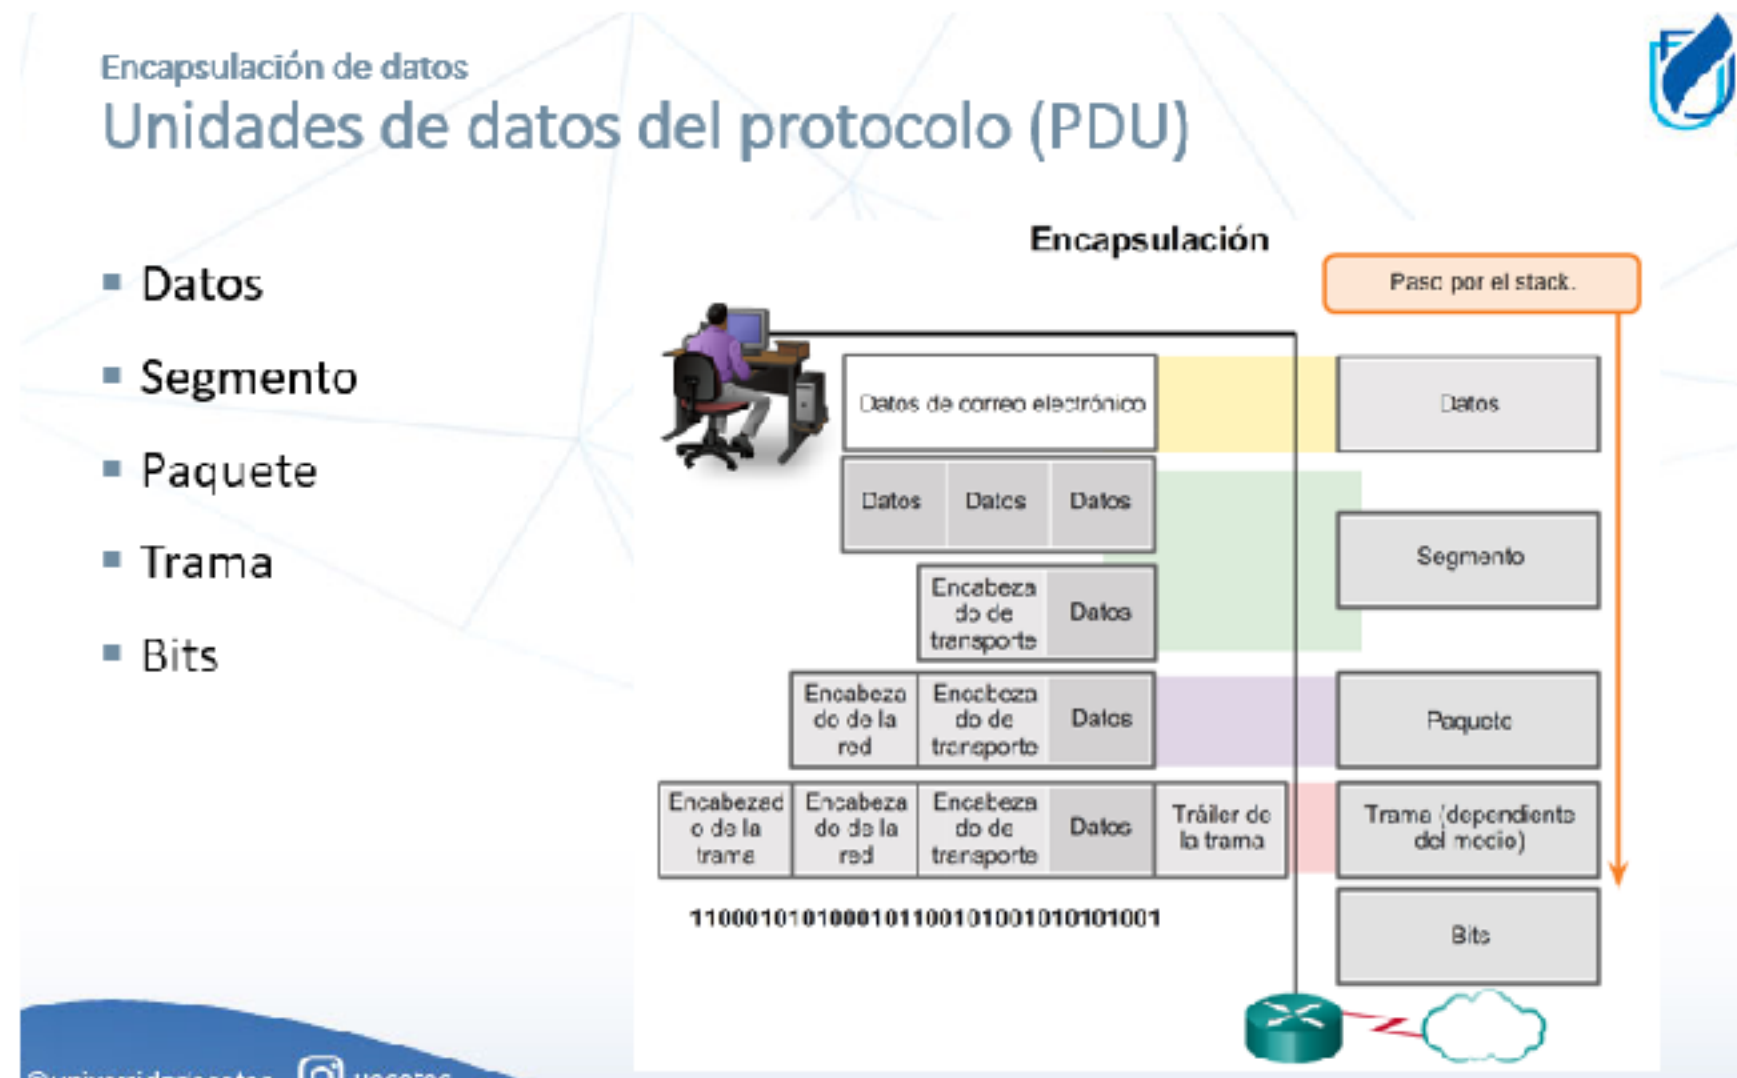 Encapsulación de datos
Unidades de datos del protocolo (PDU)
Datos
Segmento
Paquete
Trama
Bits
Encapsulación
Paso por el stack.
Datos de correo electrónico
Datos
Datos Datos Datos
Segmento
Encabeza
do de
transporte
Datos
Encabeza
do de la
red
Encabeza
do de
transporte
Datos
Paquete
Encabezad
o de la
trama
Encabeza
do de la
red
Encabeza
do de
transporte
Datos
Tráiler de
la trama
Trama (dependiente
del medio)
1100010101000101100101001010101001
Bits